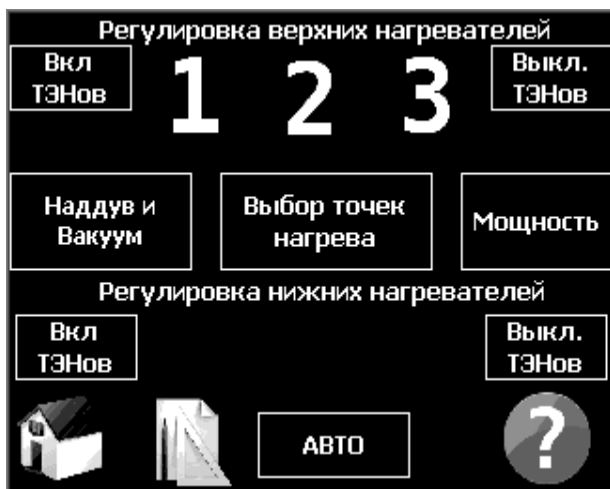 Регулировка верхних нагревателей
Вкл
ТЭНов
1 2 3
Выкл.
ТЭНов
Наддув и
Вакуум
Выбор точек
нагрева
Мощность
Регулировка нижних нагревателей
Вкл
ТЭНов
Выкл.
ТЭНов
АВТО
?